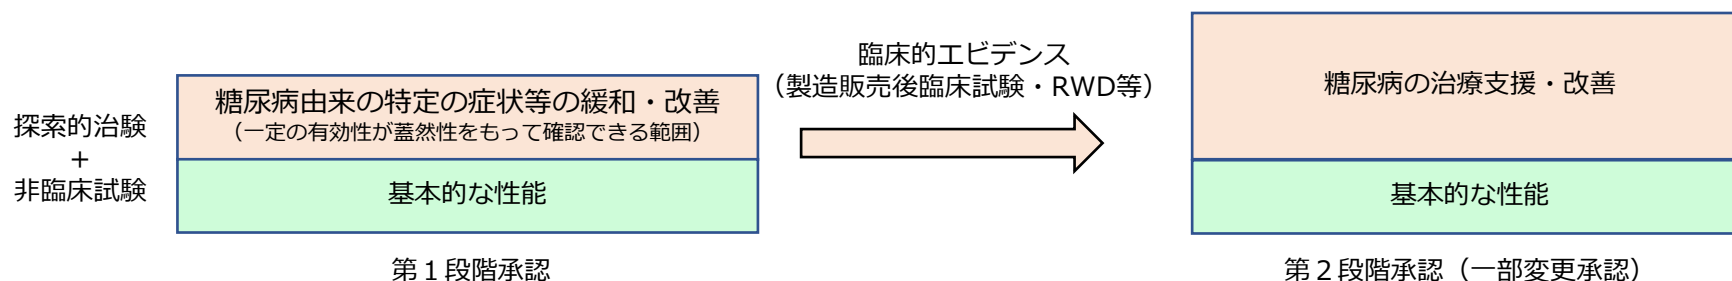 探索的治験
+
非臨床試験
糖尿病由来の特定の症状等の緩和・改善
（一定の有効性が蓋然性をもって確認できる範囲）
基本的な性能
第１段階承認
臨床的エビデンス
（製造販売後臨床試験・RWD等）
糖尿病の治療支援・改善
基本的な性能
第２段階承認（一部変更承認）